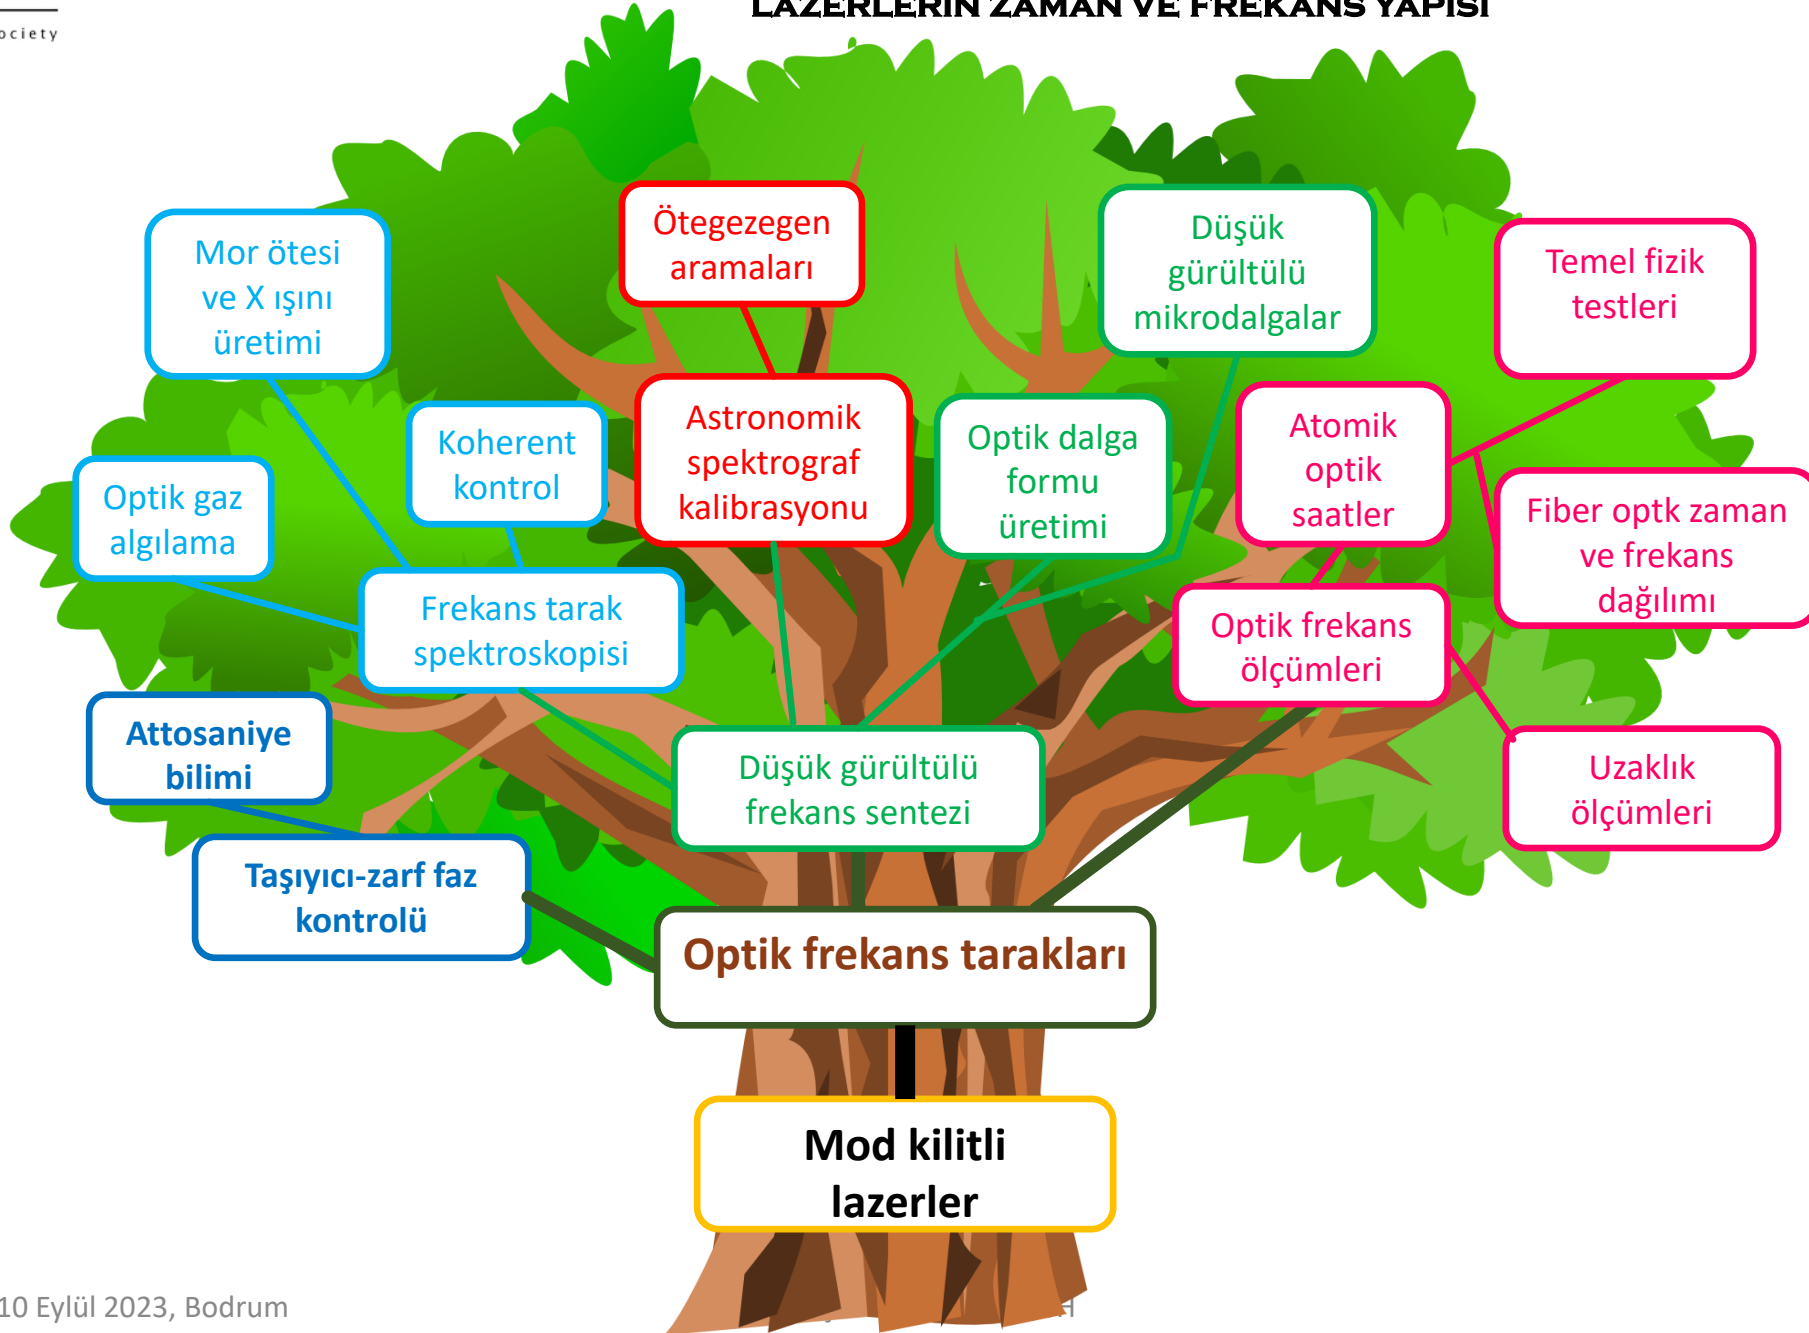 LAZERLERİN ZAMAN VE FREKANS YAPISI
ociety
Mor ötesi
ve X ışını
üretimi
Ötegezegen
aramaları
Düşük
gürültülü
mikrodalgalar
Temel fizik
testleri
Optik gaz
algılama
Koherent
kontrol
Astronomik
spektrograf
kalibrasyonu
Optik dalga
formu
üretimi
Atomik
optik
saatler
Fiber optk zaman
ve frekans
dağılımı
Frekans tarak
spektroskopisi
Optik frekans
ölçümleri
Attosaniye
bilimi
Düşük gürültülü
frekans sentezi
Uzaklık
ölçümleri
Taşıyıcı-zarf faz
kontrolü
Optik frekans tarakları
Mod kilitli
lazerler
10 Eylül 2023, Bodrum